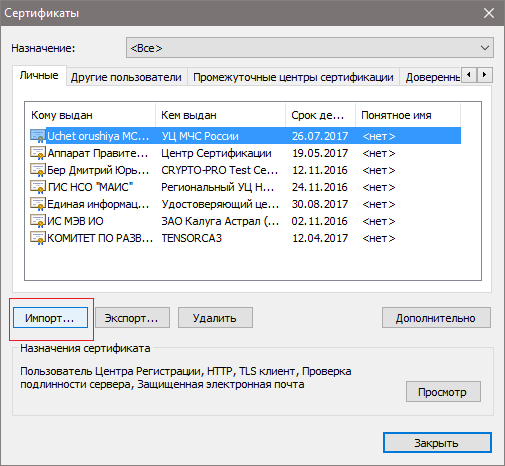 Сертификаты
Назначение: <Все>
Личные Другие пользователи Промежуточные центры сертификации Доверенны
Кому выдан Кем выдан Срок де... Понятное имя
Uchet orushiya MC... УЦ МЧС России 26.07.2017 <нет>
Аппарат Правите... Центр Сертификации 19.05.2017 <нет>
Бер Дмитрий Юрь... CRYPTO-PRO Test Ce... 12.11.2016 <нет>
ГИС НСО "МАИС" Региональный УЦ Н... 24.11.2016 <нет>
Единая информац... Удостоверяющий це... 30.08.2017 <нет>
ИС МЭВ ИО ЗАО Калуга Астрал (... 02.11.2016 <нет>
КОМИТЕТ ПО РАЗВ... TENSORCA3 12.04.2017 <нет>
Импорт... Экспорт... Удалить Дополнительно
Назначения сертификата
Пользователь Центра Регистрации, HTTP, TLS клиент, Проверка
подлинности сервера, Защищенная электронная почта
Просмотр
Закрыть